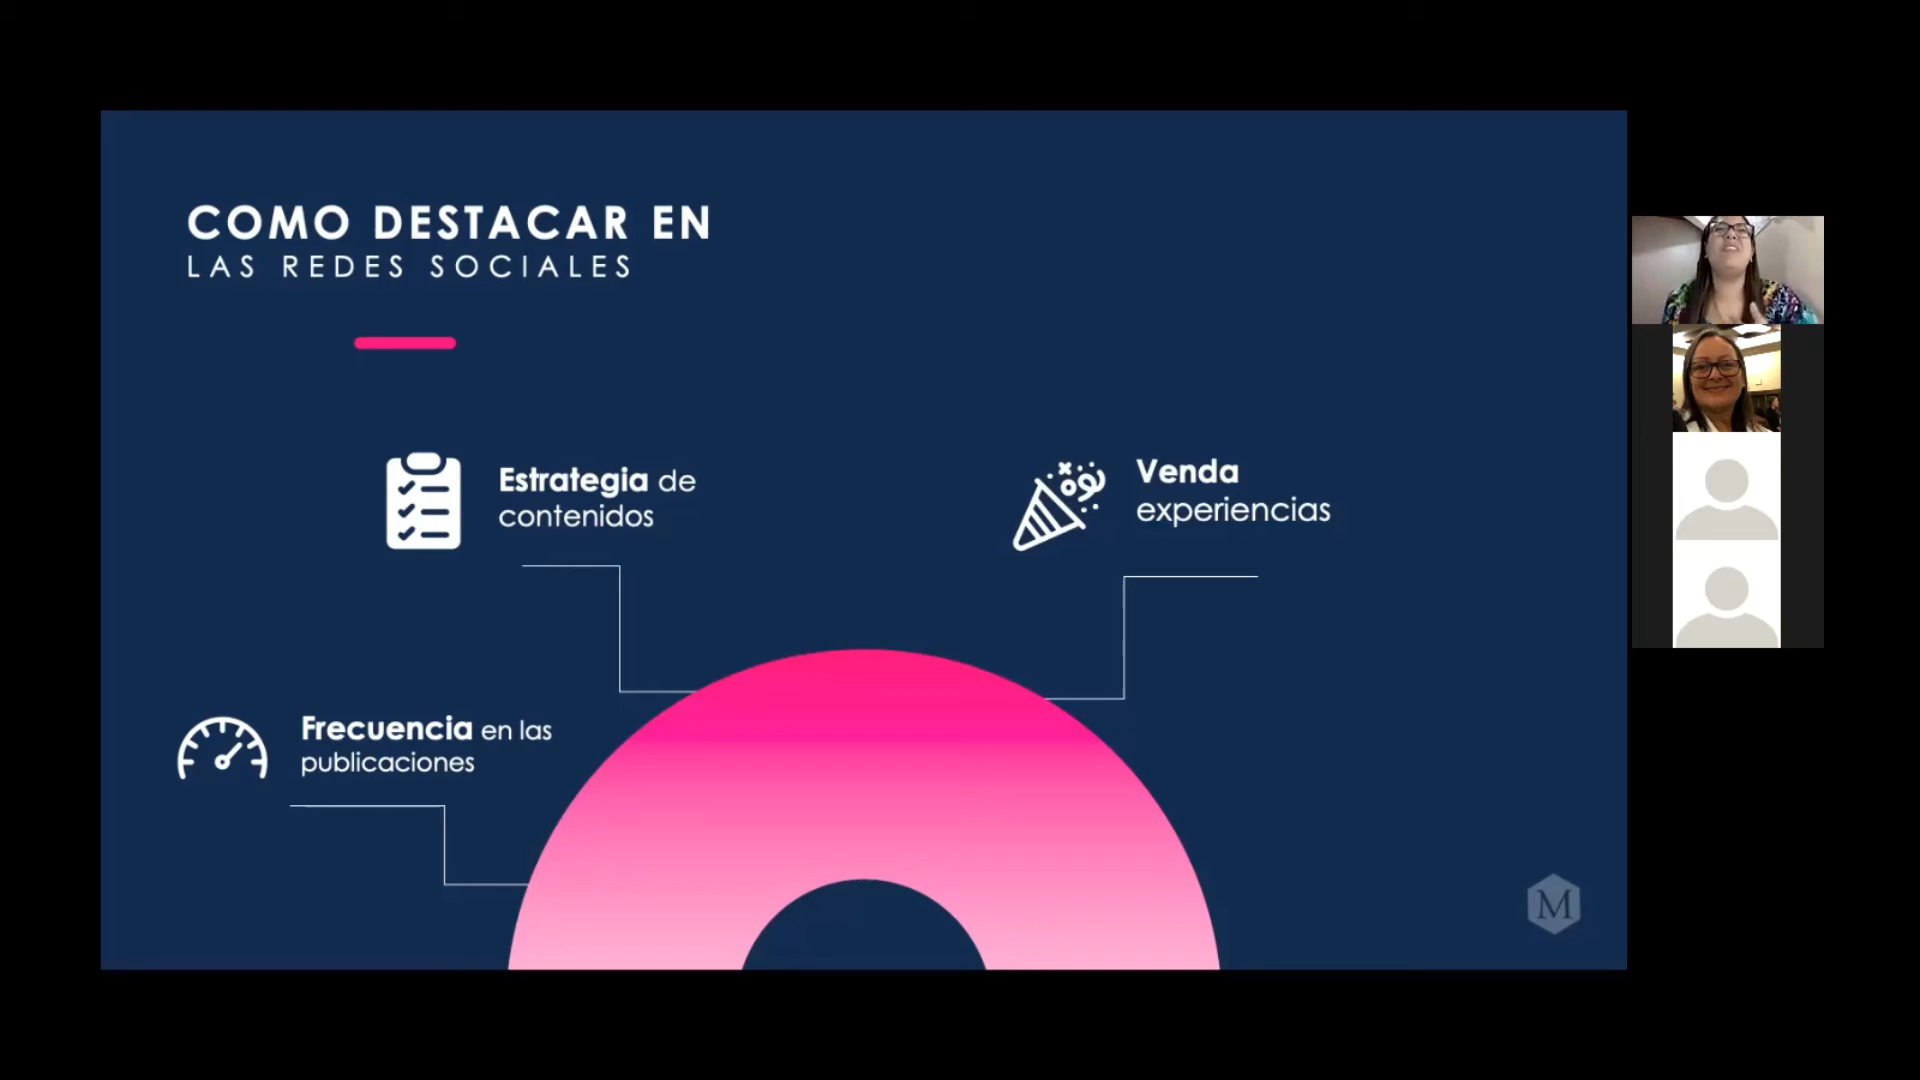 COMO DESTACAR EN
LAS REDES SOCIALES
Estrategia de
contenidos
Venda
experiencias
Frecuencia en las
publicaciones
M